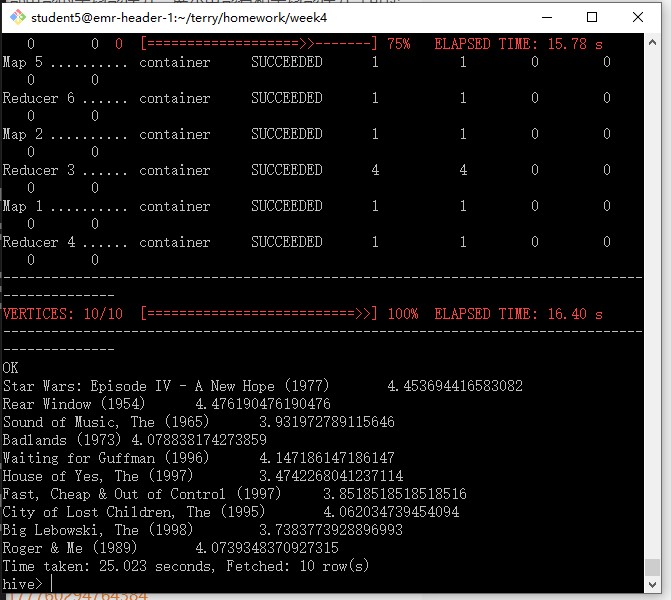 student5@emr-header-1:~/terry/homework/week4
0 0 0 [===================>>-------] 75% ELAPSED TIME: 15.78 s
Map 5 .......... container SUCCEEDED 1 1 0 0
0 0
Reducer 6 ...... container SUCCEEDED 1 1 0 0
0 0
Map 2 .......... container SUCCEEDED 1 1 0 0
0 0
Reducer 3 ...... container SUCCEEDED 4 4 0 0
0 0
Map 1 .......... container SUCCEEDED 1 1 0 0
0 0
Reducer 4 ...... container SUCCEEDED 1 1 0 0
0 0
--------------------------------------------------------------------------------
--------------
VERTICES: 10/10 [==========================>>] 100% ELAPSED TIME: 16.40 s
--------------------------------------------------------------------------------
--------------
OK
Star Wars: Episode IV - A New Hope (1977) 4.453694416583082
Rear Window (1954) 4.476190476190476
Sound of Music, The (1965) 3.931972789115646
Badlands (1973) 4.078838174273859
Waiting for Guffman (1996) 4.147186147186147
House of Yes, The (1997) 3.4742268041237114
Fast, Cheap & Out of Control (1997) 3.8518518518518516
City of Lost Children, The (1995) 4.062034739454094
Big Lebowski, The (1998) 3.7383773928896993
Roger & Me (1989) 4.0739348370927315
Time taken: 25.023 seconds, Fetched: 10 row(s)
hive>